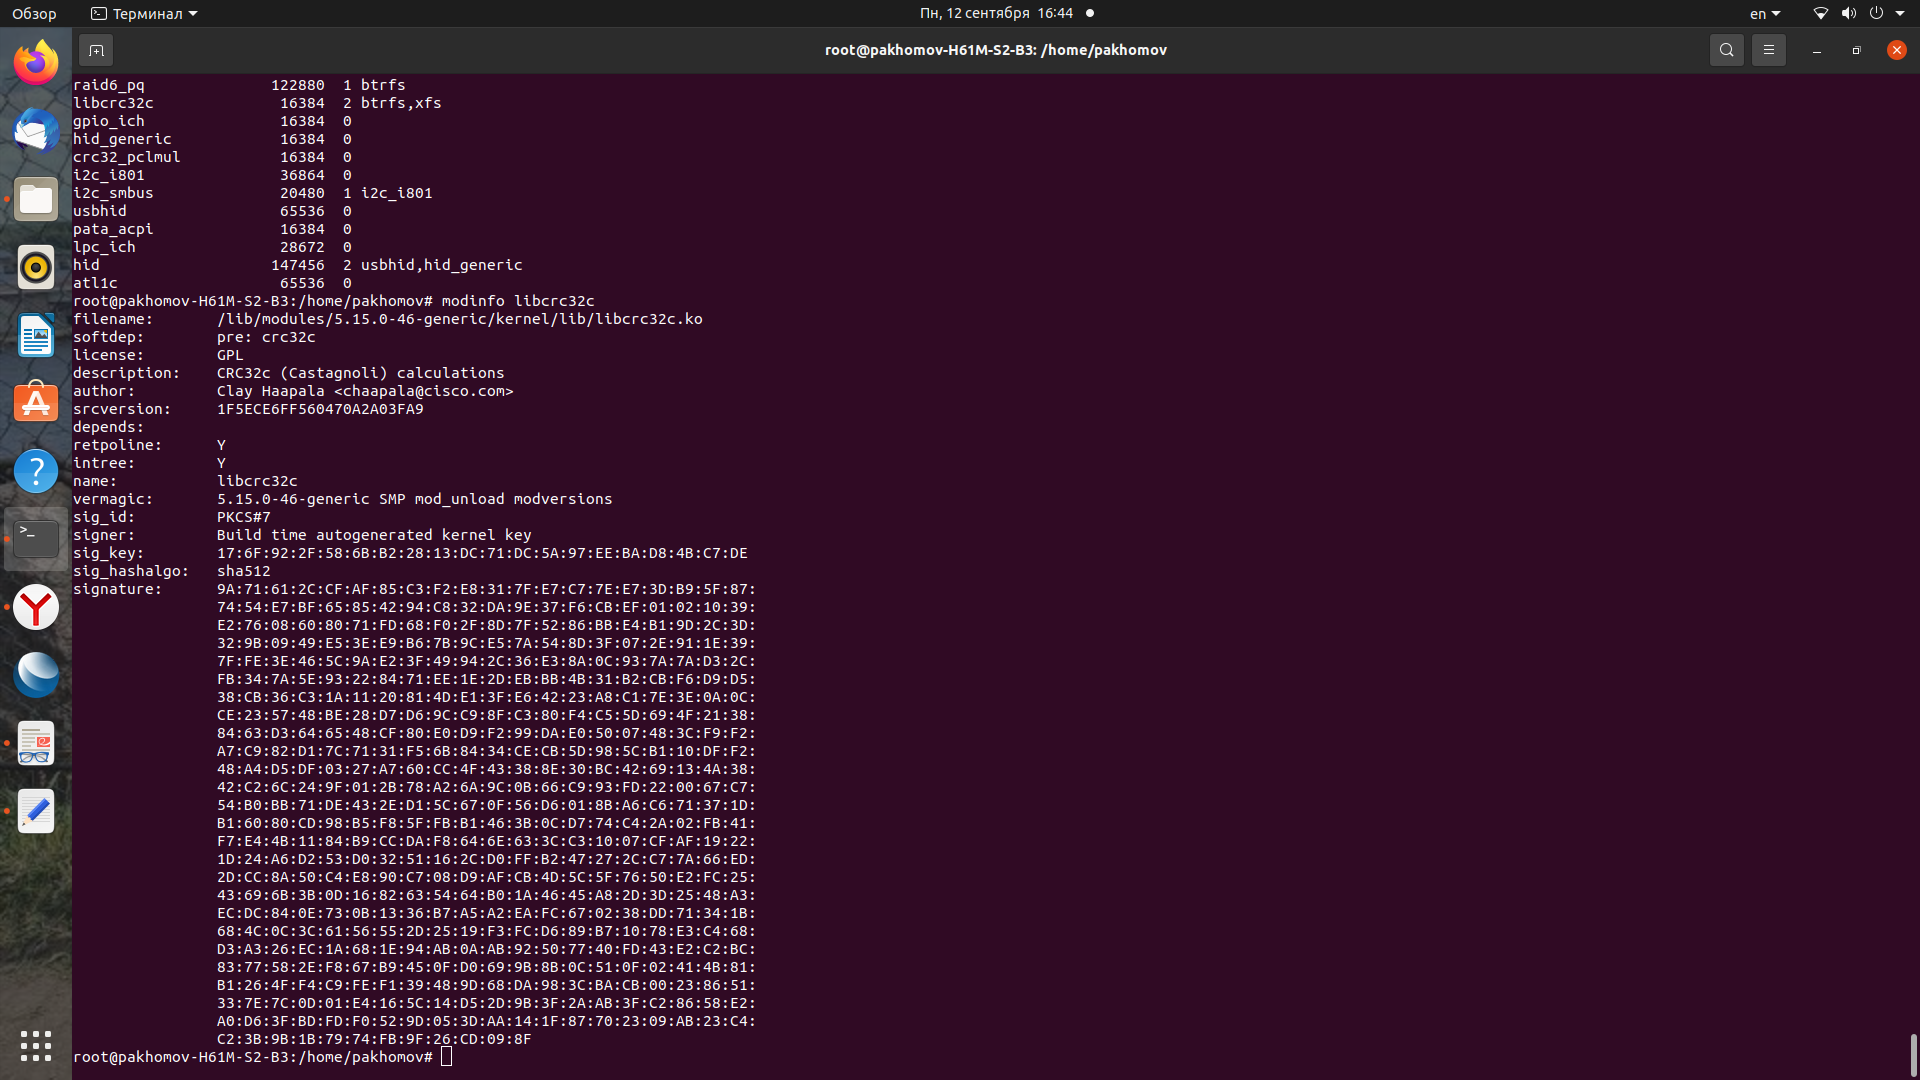 Обзор
Терминал
Пн, 12 сентября 16:44
en
root@pakhomov-H61M-S2-B3: /home/pakhomov
raid6_pq 122880 1 btrfs
libcrc32c 16384 2 btrfs,xfs
gpio_ich 16384 0
hid_generic 16384 0
crc32_pclmul 16384 0
i2c_i801 36864 0
i2c_smbus 20480 1 i2c_i801
usbhid 65536 0
pata_acpi 16384 0
lpc_ich 28672 0
hid 147456 2 usbhid,hid_generic
atl1c 65536 0
root@pakhomov-H61M-S2-B3:/home/pakhomov# modinfo libcrc32c
filename: /lib/modules/5.15.0-46-generic/kernel/lib/libcrc32c.ko
softdep: pre: crc32c
license: GPL
description: CRC32c (Castagnoli) calculations
author: Clay Haapala <chaapala@cisco.com>
srcversion: 1F5ECE6FF560470A2A03FA9
depends:
retpoline: Y
intree: Y
name: libcrc32c
vermagic: 5.15.0-46-generic SMP mod_unload modversions
sig_id: PKCS#7
signer: Build time autogenerated kernel key
sig_key: 17:6F:92:2F:58:6B:B2:28:13:DC:71:DC:5A:97:EE:BA:D8:4B:C7:DE
sig_hashalgo: sha512
signature: 9A:71:61:2C:CF:AF:85:C3:F2:E8:31:7F:E7:C7:7E:E7:3D:B9:5F:87:
74:54:E7:BF:65:85:42:94:C8:32:DA:9E:37:F6:CB:EF:01:02:10:39:
E2:76:08:60:80:71:FD:68:F0:2F:8D:7F:52:86:BB:E4:B1:9D:2C:3D:
32:9B:09:49:E5:3E:E9:B6:7B:9C:E5:7A:54:8D:3F:07:2E:91:1E:39:
7F:FE:3E:46:5C:9A:E2:3F:49:94:2C:36:E3:8A:0C:93:7A:7A:D3:2C:
FB:34:7A:5E:93:22:84:71:EE:1E:2D:EB:BB:4B:31:B2:CB:F6:D9:D5:
38:CB:36:C3:1A:11:20:81:4D:E1:3F:E6:42:23:A8:C1:7E:3E:0A:0C:
CE:23:57:48:BE:28:D7:D6:9C:C9:8F:C3:80:F4:C5:5D:69:4F:21:38:
84:63:D3:64:65:48:CF:80:E0:D9:F2:99:DA:E0:50:07:48:3C:F9:F2:
A7:C9:82:D1:7C:71:31:F5:6B:84:34:CE:CB:5D:98:5C:B1:10:DF:F2:
48:A4:D5:DF:03:27:A7:60:CC:4F:43:38:8E:30:BC:42:69:13:4A:38:
42:C2:6C:24:9F:01:2B:78:A2:6A:9C:0B:66:C9:93:FD:22:00:67:C7:
54:B0:BB:71:DE:43:2E:D1:5C:67:0F:56:D6:01:8B:A6:C6:71:37:1D:
B1:60:80:CD:98:B5:F8:5F:FB:B1:46:3B:0C:D7:74:C4:2A:02:FB:41:
F7:E4:4B:11:84:B9:CC:DA:F8:64:6E:63:3C:C3:10:07:CF:AF:19:22:
1D:24:A6:D2:53:D0:32:51:16:2C:D0:FF:B2:47:27:2C:C7:7A:66:ED:
2D:CC:8A:50:C4:E8:90:C7:08:D9:AF:CB:4D:5C:5F:76:50:E2:FC:25:
43:69:6B:3B:0D:16:82:63:54:64:B0:1A:46:45:A8:2D:3D:25:48:A3:
EC:DC:84:0E:73:0B:13:36:B7:A5:A2:EA:FC:67:02:38:DD:71:34:1B:
68:4C:0C:3C:61:56:55:2D:25:19:F3:FC:D6:89:B7:10:78:E3:C4:68:
D3:A3:26:EC:1A:68:1E:94:AB:0A:AB:92:50:77:40:FD:43:E2:C2:BC:
83:77:58:2E:F8:67:B9:45:0F:D0:69:9B:8B:0C:51:0F:02:41:4B:81:
B1:26:4F:F4:C9:FE:F1:39:48:9D:68:DA:98:3C:BA:CB:00:23:86:51:
33:7E:7C:0D:01:E4:16:5C:14:D5:2D:9B:3F:2A:AB:3F:C2:86:58:E2:
A0:D6:3F:BD:FD:F0:52:9D:05:3D:AA:14:1F:87:70:23:09:AB:23:C4:
C2:3B:9B:1B:79:74:FB:9F:26:CD:09:8F
root@pakhomov-H61M-S2-B3:/home/pakhomov#